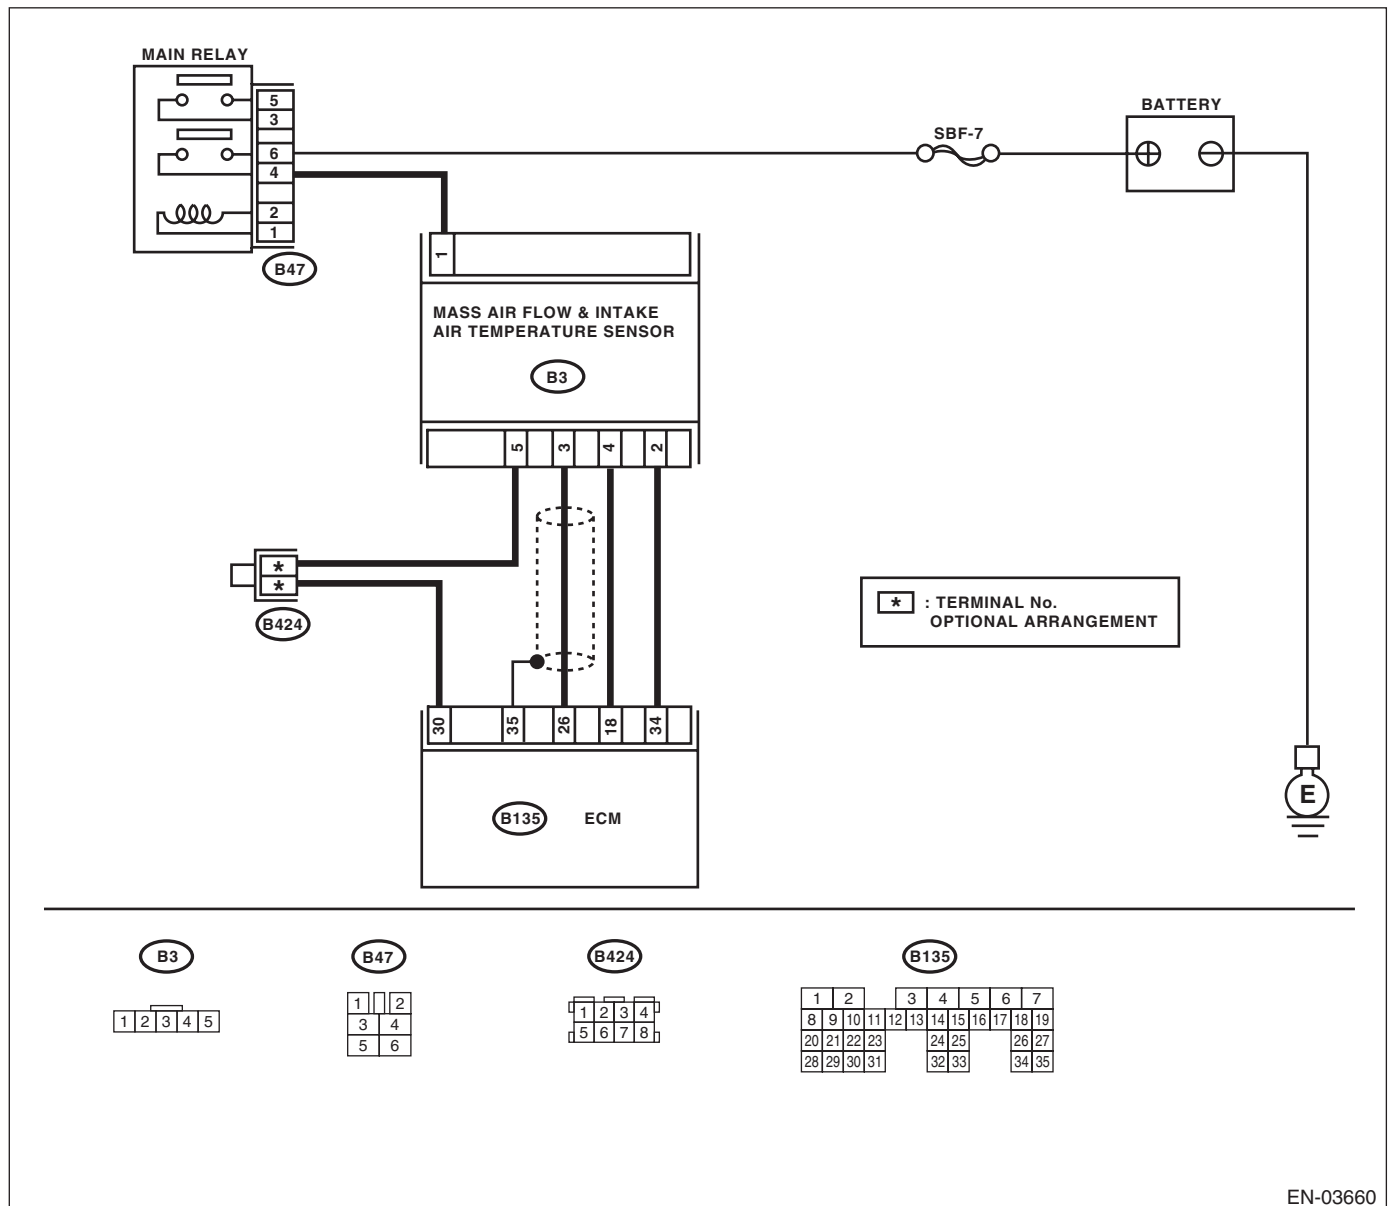 MAIN RELAY
5
3
6
4
2
1
B47
SBF-7
BATTERY
1
MASS AIR FLOW & INTAKE
AIR TEMPERATURE SENSOR
B3
5 3 4 2
*
*
B424
* : TERMINAL No.
OPTIONAL ARRANGEMENT
30 35 26 18 34
B135 ECM
E
B3
1 2 3 4 5
B47
1 2
3 4
5 6
B424
1 2 3 4
5 6 7 8
B135
1 2 3 4 5 6 7
8 9 10 11 12 13 14 15 16 17 18 19
20 21 22 23 24 25 26 27
28 29 30 31 32 33 34 35
EN-03660